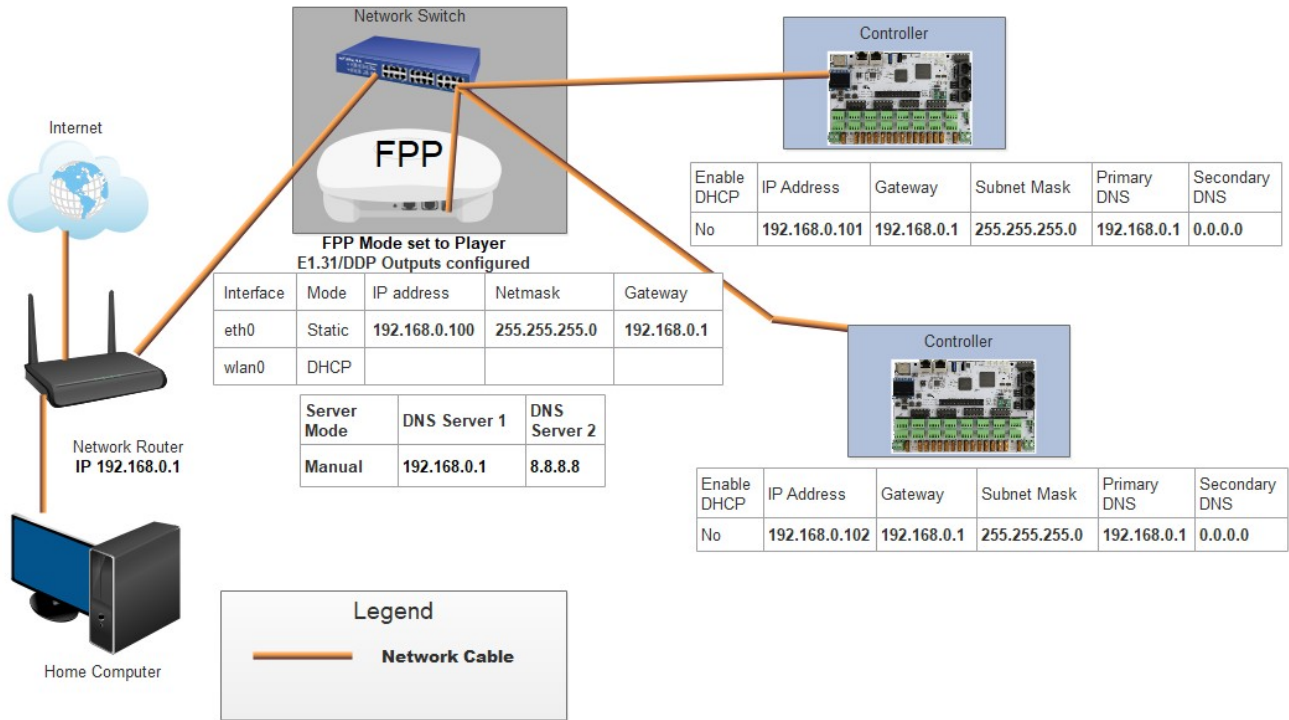 Network Switch
FPP
FPP Mode set to Player
E1.31/DDP Outputs configured
Interface Mode IP address Netmask Gateway
eth0 Static 192.168.0.100 255.255.255.0 192.168.0.1
wlan0 DHCP
Server Mode DNS Server 1 DNS Server 2
Manual 192.168.0.1 8.8.8.8
Internet
Network Router
IP 192.168.0.1
Home Computer
Controller
Enable DHCP IP Address Gateway Subnet Mask Primary DNS Secondary DNS
No 192.168.0.101 192.168.0.1 255.255.255.0 192.168.0.1 0.0.0.0
Controller
Enable DHCP IP Address Gateway Subnet Mask Primary DNS Secondary DNS
No 192.168.0.102 192.168.0.1 255.255.255.0 192.168.0.1 0.0.0.0
Legend
Network Cable